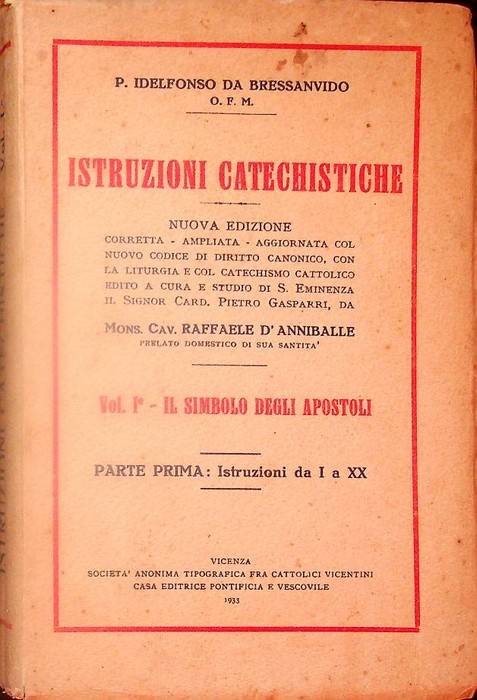 P. IDELFONSO DA BRESSANVIDO
O. F. M.
ISTRUZIONI CATECHISTICHE
NUOVA EDIZIONE
CORRETTA - AMPLIATA - AGGIORNATA COL
NUOVO CODICE DI DIRITTO CANONICO, CON
LA LITURGIA E COL CATECHISMO CATTOLICO
EDITO A CURA E STUDIO DI S. EMINENZA
IL SIGNOR CARD. PIETRO GASPARRI, DA
MONS. CAV. RAFFAELE D'ANNIBALLE
PRELATO DOMESTICO DI SUA SANTITA'
Vol. Iº - IL SIMBOLO DEGLI APOSTOLI
PARTE PRIMA: Istruzioni da I a XX
VICENZA
SOCIETA' ANONIMA TIPOGRAFICA FRA CATTOLICI VICENTINI
CASA EDITRICE PONTIFICIA E VESCOVILE
1933